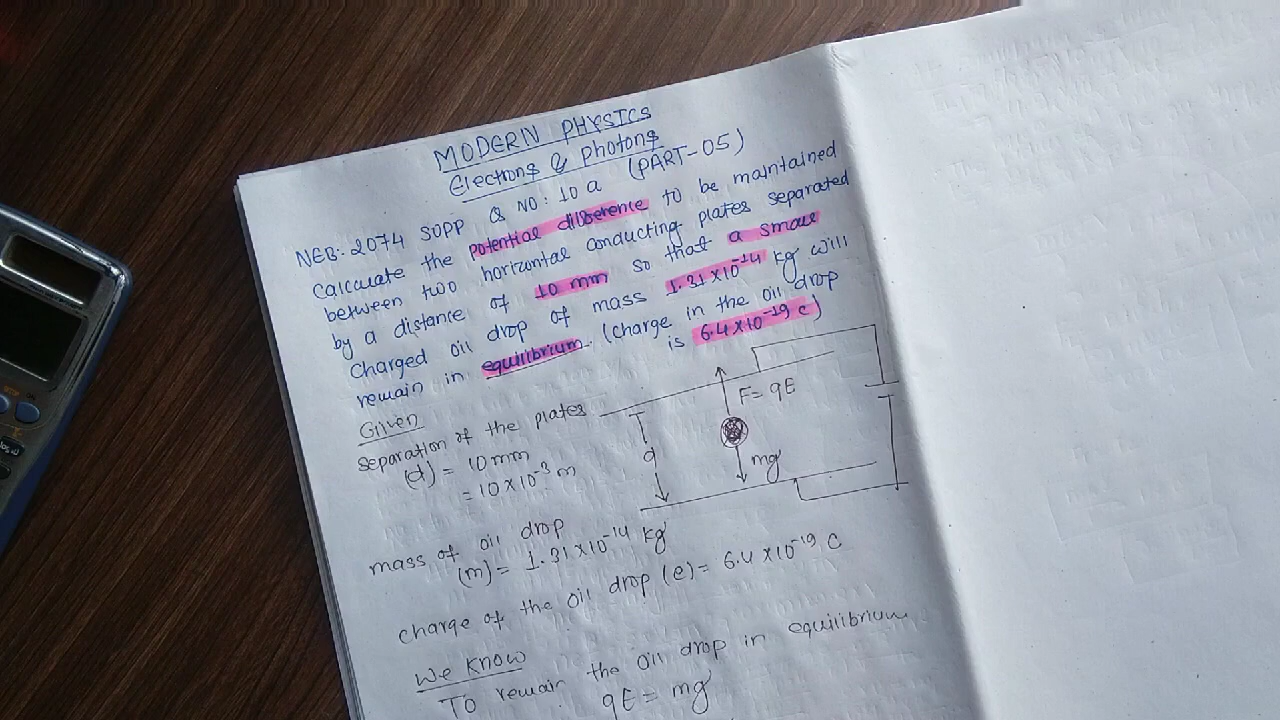 MODERN PHYSICS
Electrons & Photons
NEB: 2074 SUPP Q NO: 10 a (PART-05)
Calculate the potential difference to be maintained
between two horizontal conducting plates separated
by a distance of 10 mm so that a small
Charged oil drop of mass 1.31×10⁻¹⁴ kg will
remain in equilibrium. (Charge in the oil drop
is 6.4×10⁻¹⁹ C)
Given
separation of the plates
(d) = 10 mm
= 10×10⁻³ m
F = qE
d
mg
mass of oil drop
(m) = 1.31×10⁻¹⁴ kg
charge of the oil drop (e) = 6.4×10⁻¹⁹ C
We know
To remain the oil drop in equilibrium
qE = mg